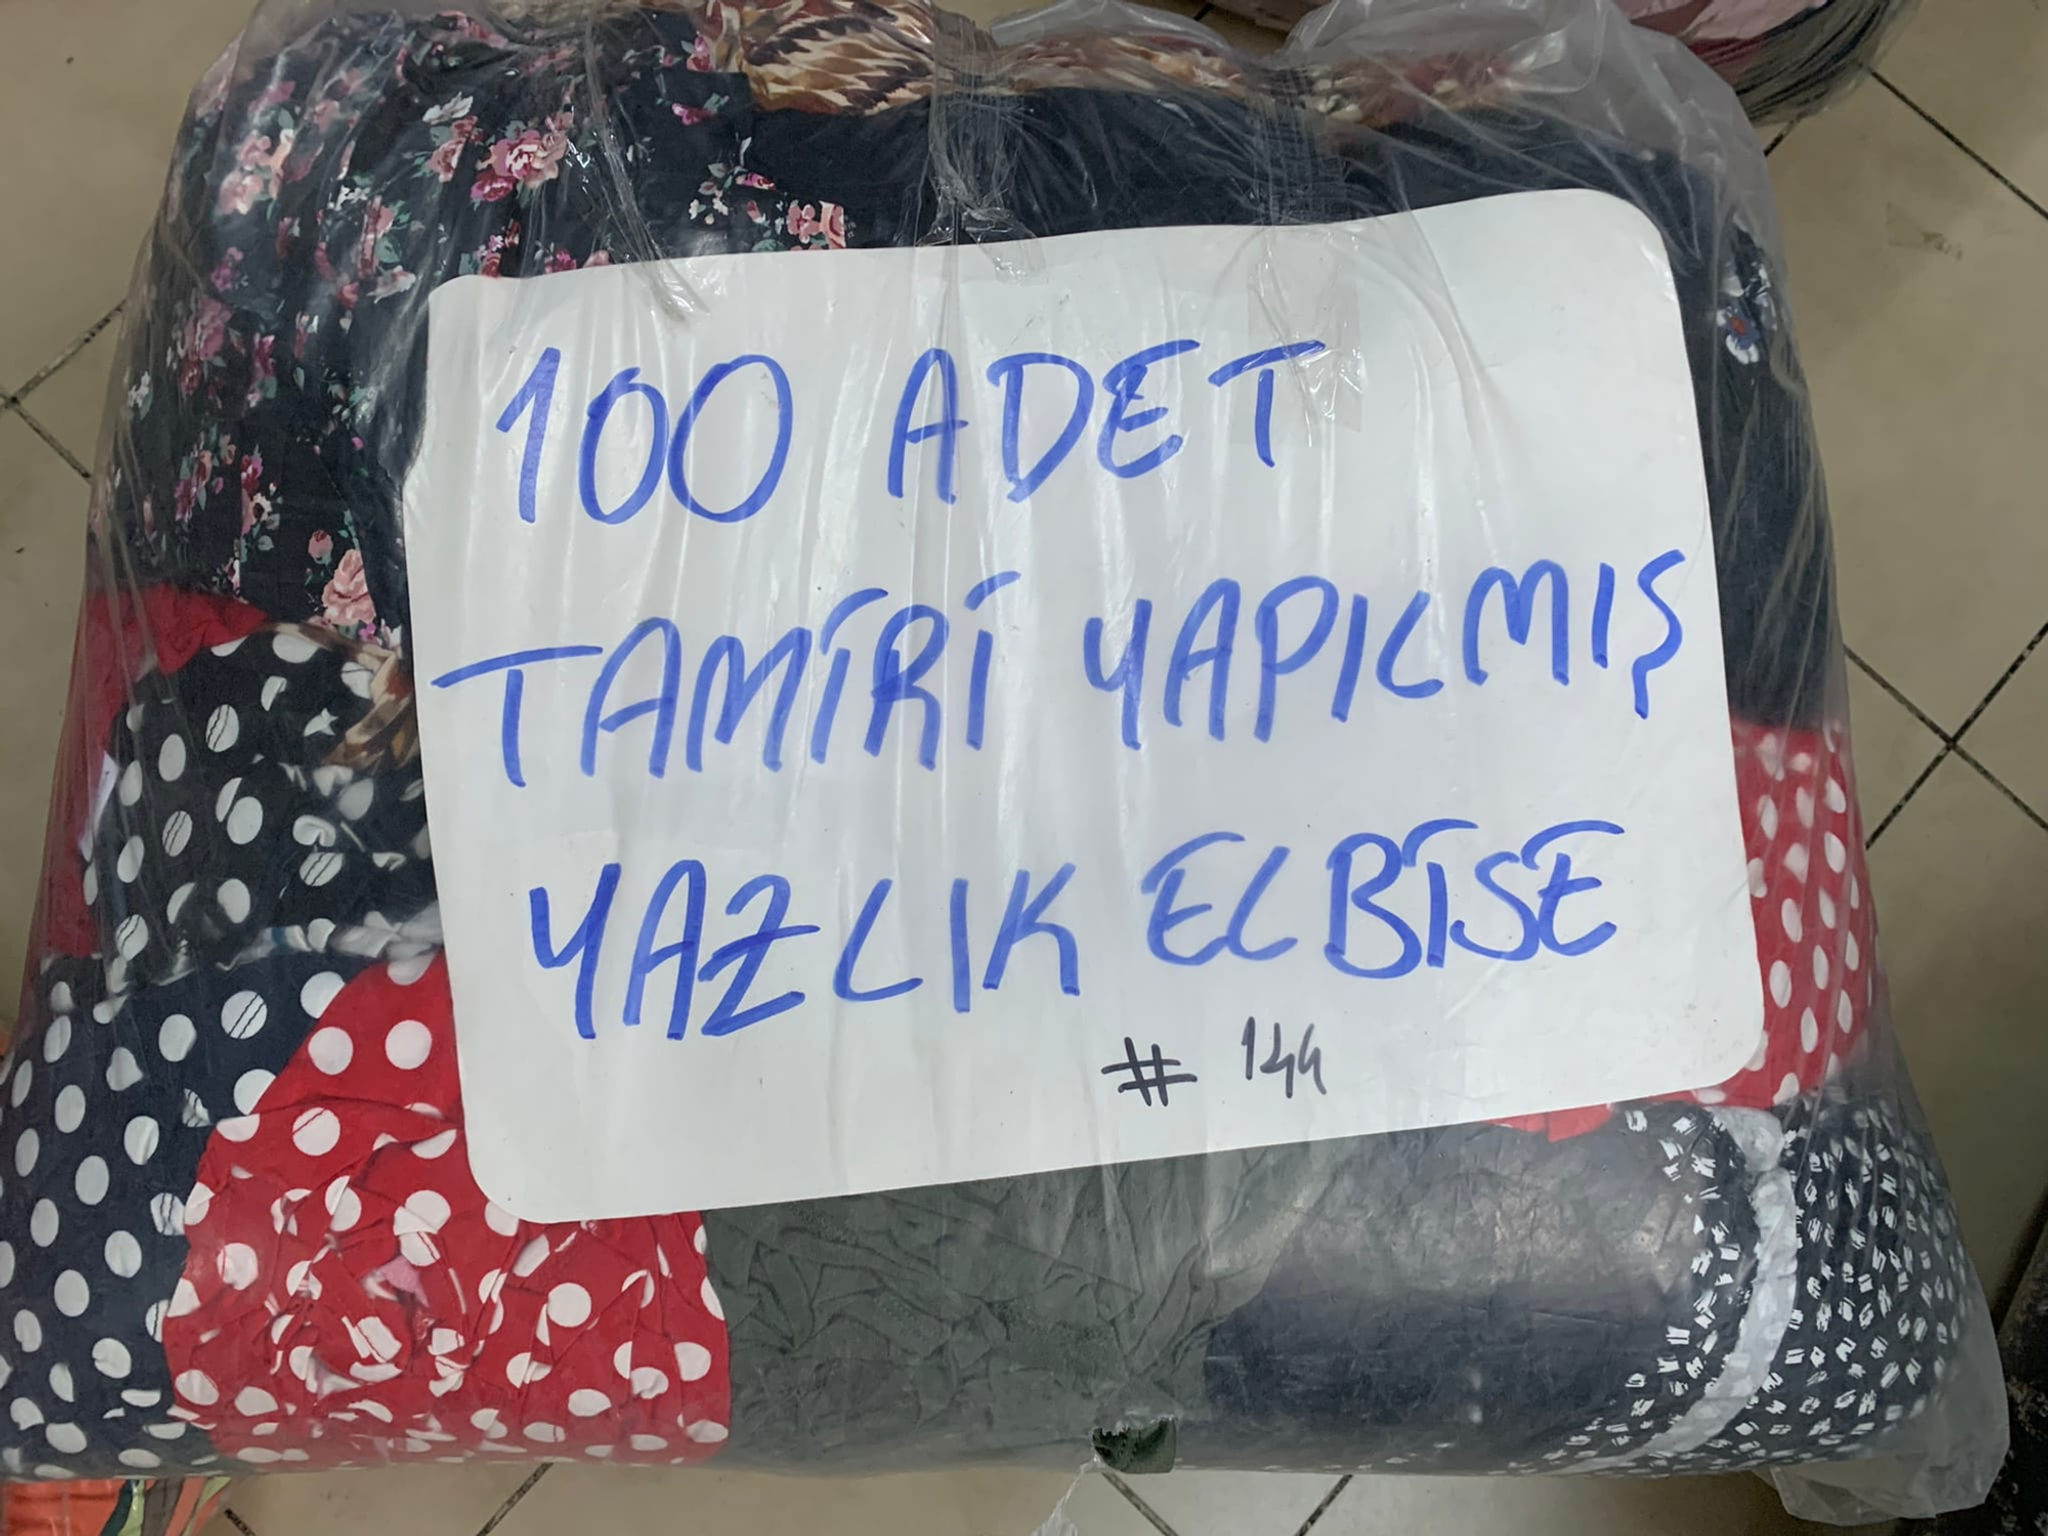 100 ADET
TAMİRİ YAPILMIŞ
YAZLIK ELBİSE
# 144